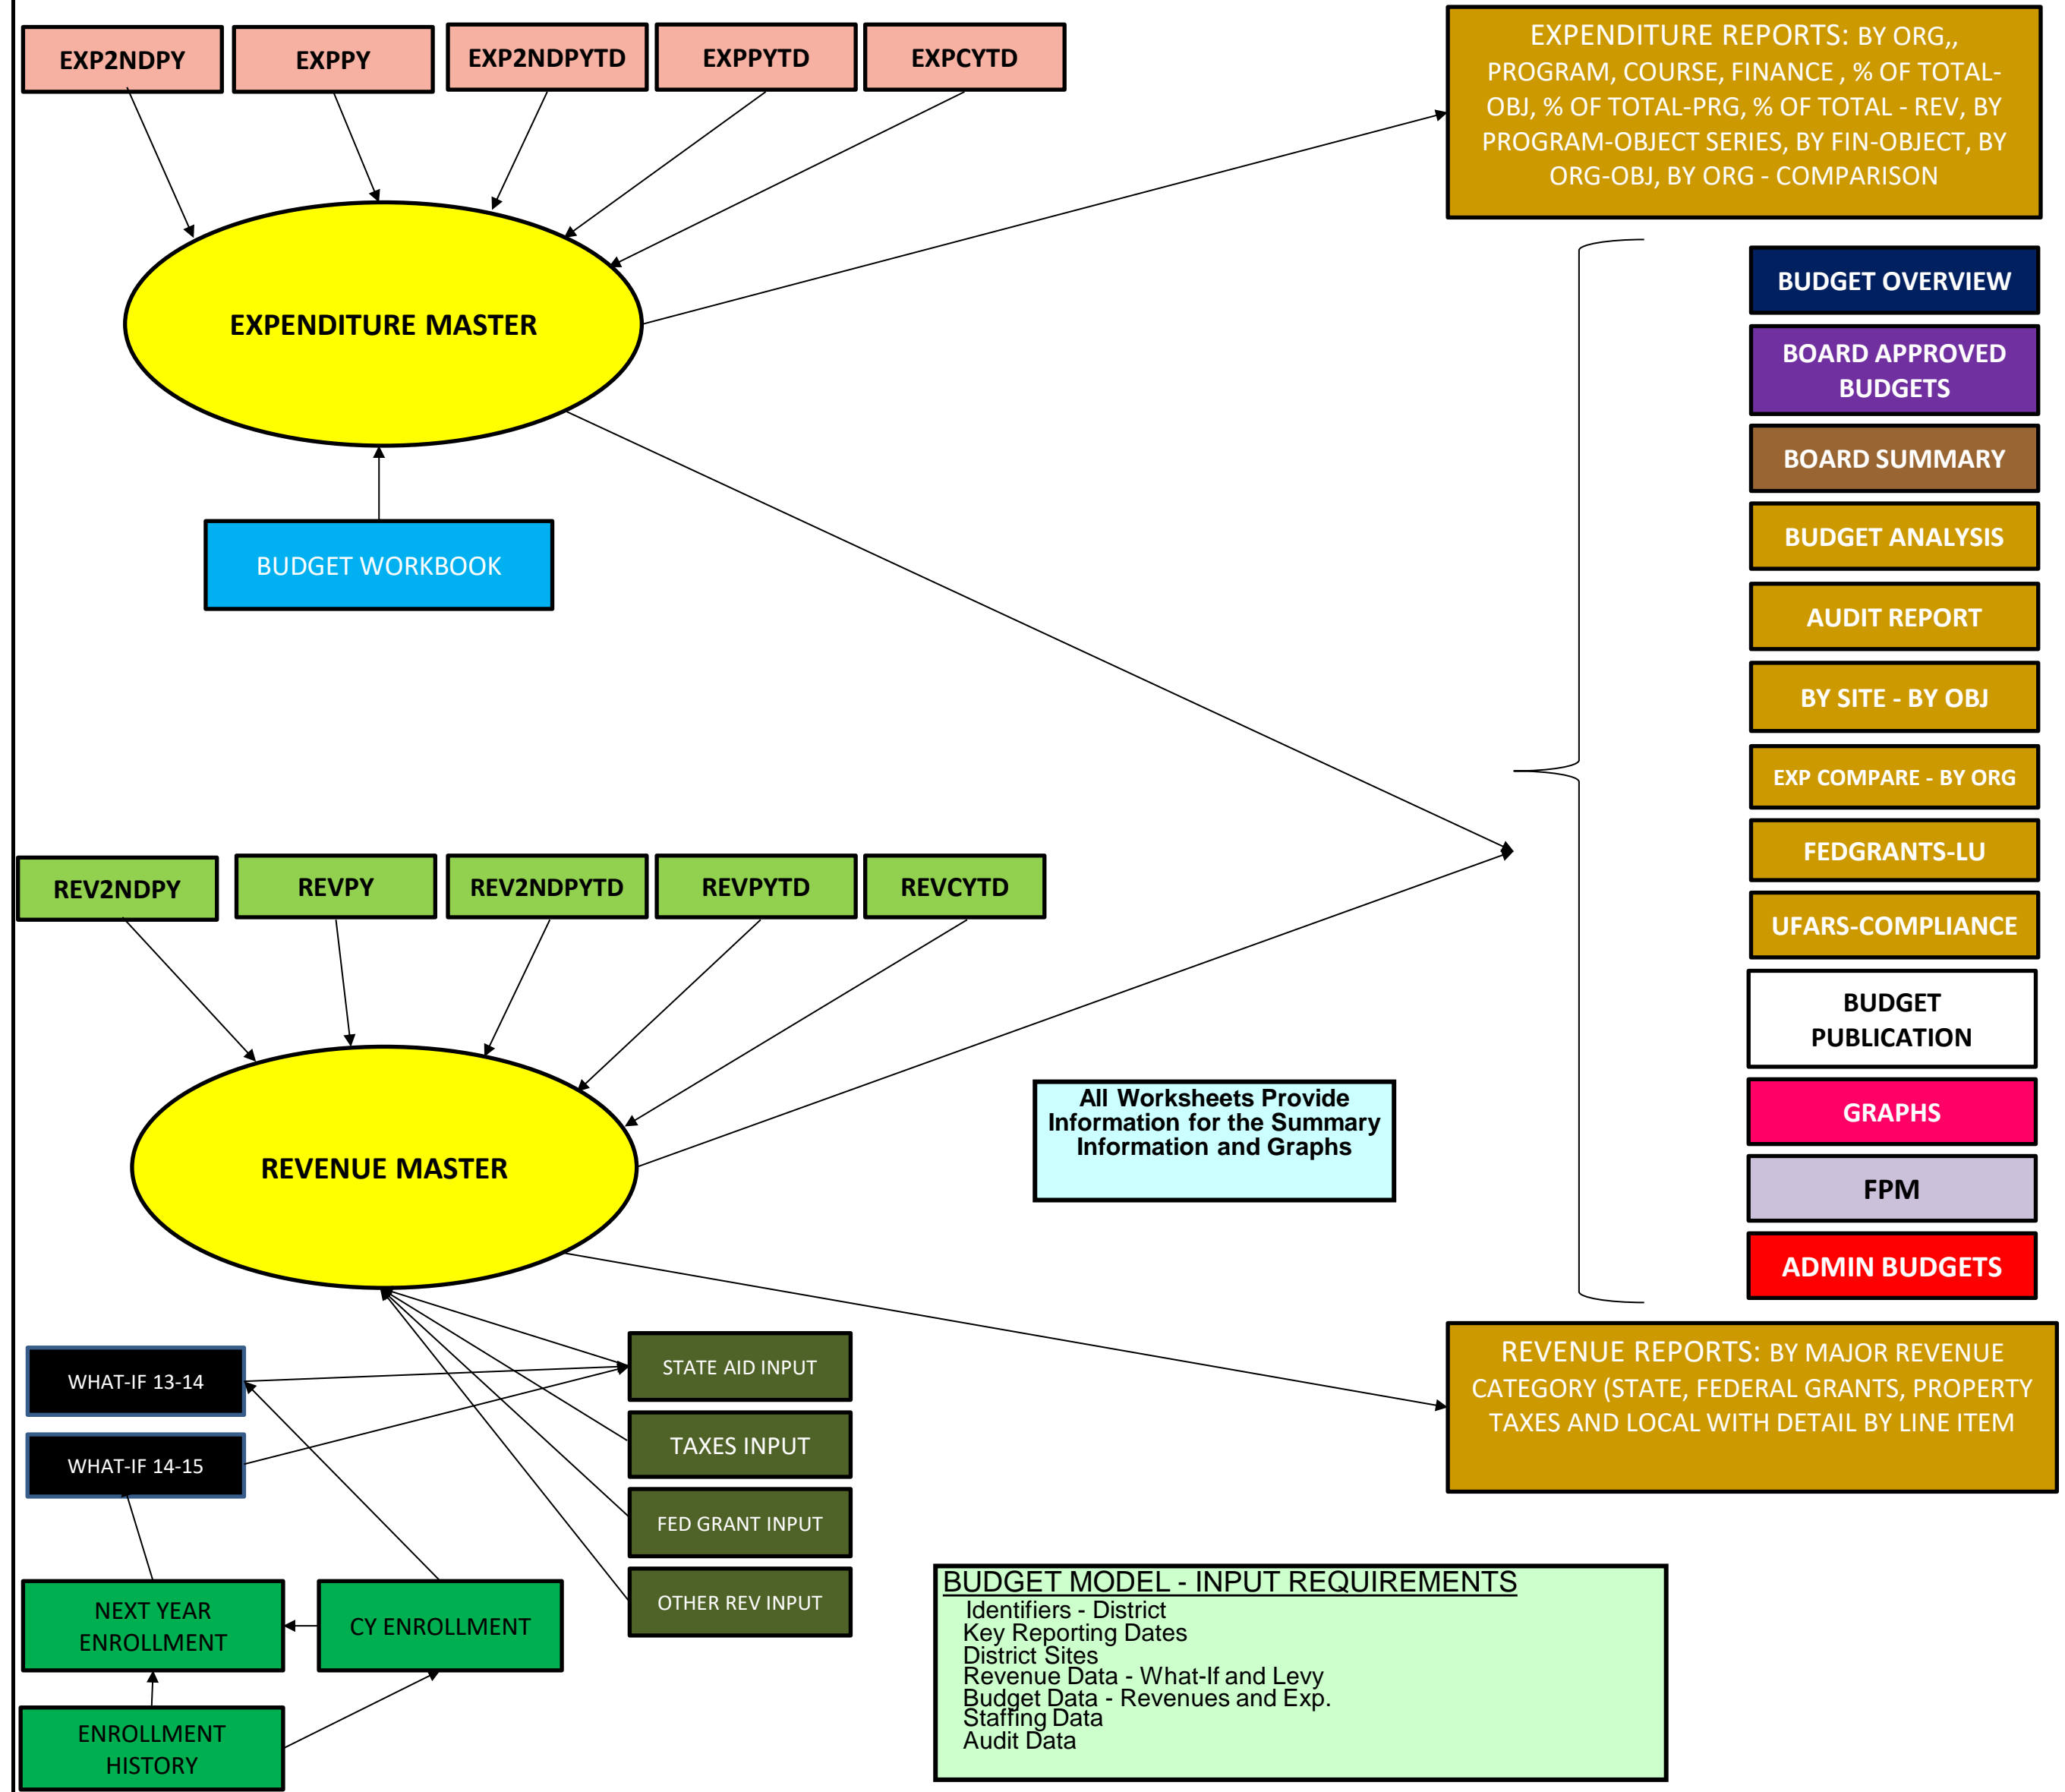 EXP2NDPY
EXPPY
EXP2NDPYTD
EXPPYTD
EXPCYTD
EXPENDITURE REPORTS: BY ORG,,
PROGRAM, COURSE, FINANCE , % OF TOTAL-
OBJ, % OF TOTAL-PRG, % OF TOTAL - REV, BY
PROGRAM-OBJECT SERIES, BY FIN-OBJECT, BY
ORG-OBJ, BY ORG - COMPARISON
EXPENDITURE MASTER
BUDGET WORKBOOK
BUDGET OVERVIEW
BOARD APPROVED
BUDGETS
BOARD SUMMARY
BUDGET ANALYSIS
AUDIT REPORT
BY SITE - BY OBJ
EXP COMPARE - BY ORG
FEDGRANTS-LU
UFARS-COMPLIANCE
BUDGET
PUBLICATION
GRAPHS
FPM
ADMIN BUDGETS
REV2NDPY
REVPY
REV2NDPYTD
REVPYTD
REVCYTD
REVENUE MASTER
All Worksheets Provide
Information for the Summary
Information and Graphs
REVENUE REPORTS: BY MAJOR REVENUE
CATEGORY (STATE, FEDERAL GRANTS, PROPERTY
TAXES AND LOCAL WITH DETAIL BY LINE ITEM
WHAT-IF 13-14
WHAT-IF 14-15
STATE AID INPUT
TAXES INPUT
FED GRANT INPUT
OTHER REV INPUT
NEXT YEAR
ENROLLMENT
CY ENROLLMENT
ENROLLMENT
HISTORY
BUDGET MODEL - INPUT REQUIREMENTS
Identifiers - District
Key Reporting Dates
District Sites
Revenue Data - What-If and Levy
Budget Data - Revenues and Exp.
Staffing Data
Audit Data